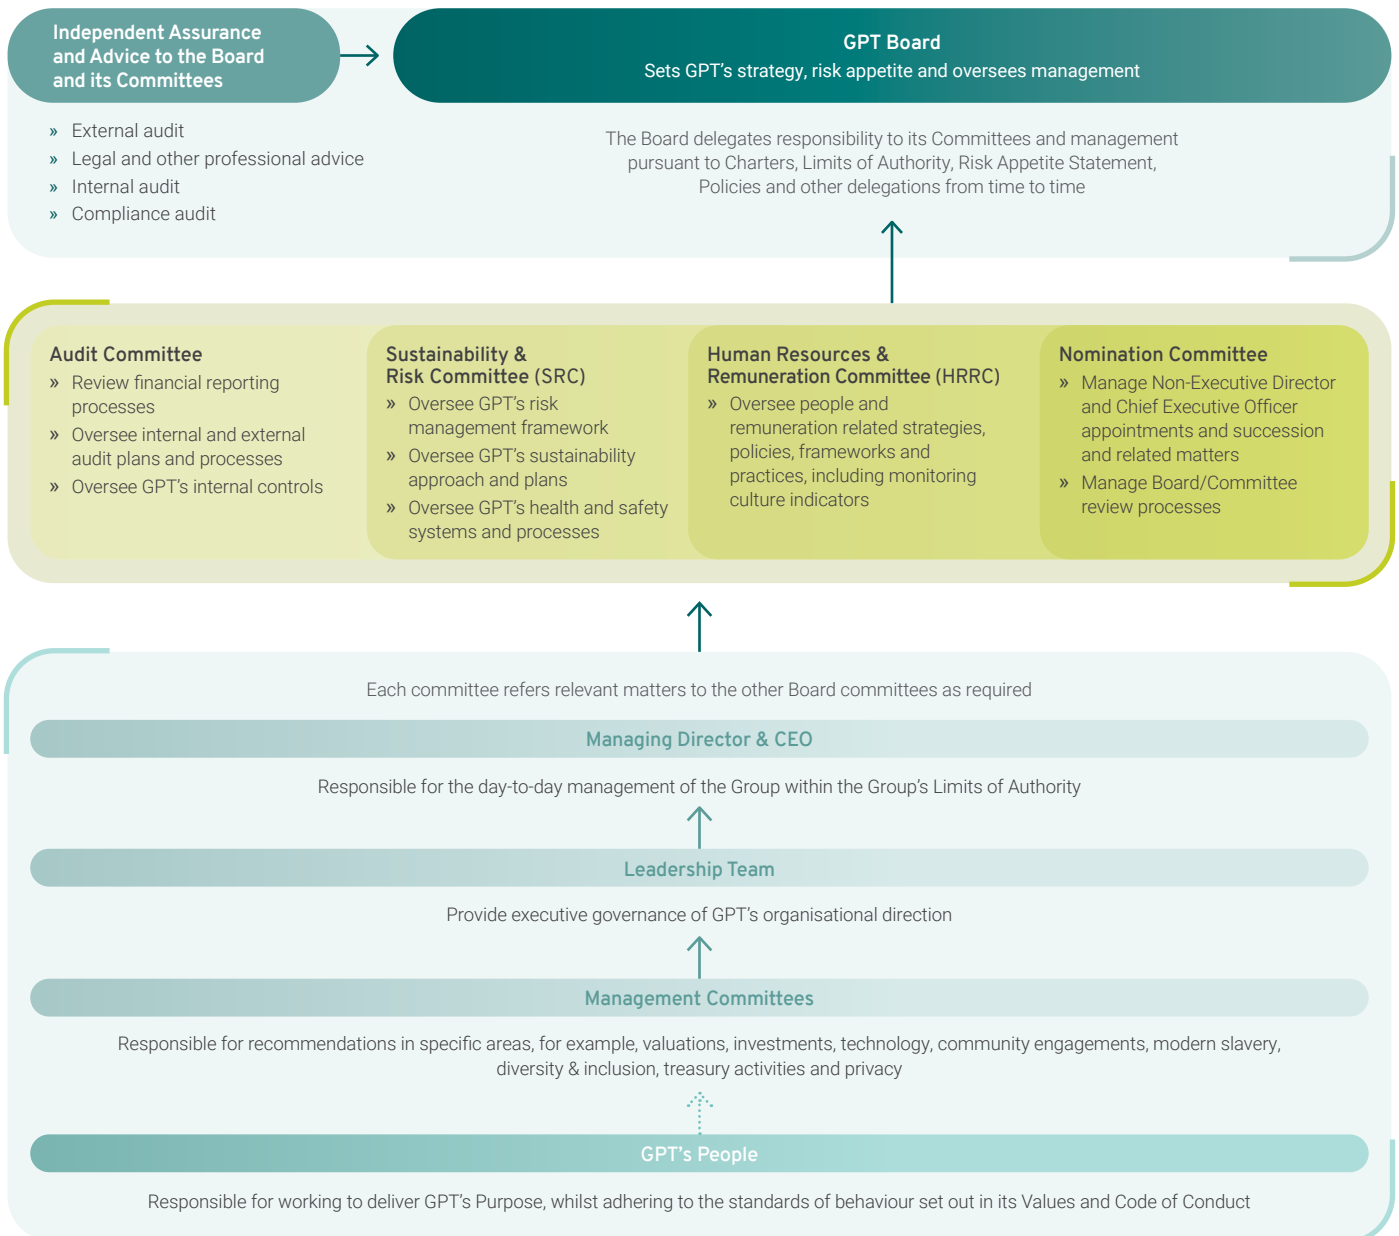 Independent Assurance
and Advice to the Board
and its Committees
» External audit
» Legal and other professional advice
» Internal audit
» Compliance audit
GPT Board
Sets GPT's strategy, risk appetite and oversees management
The Board delegates responsibility to its Committees and management
pursuant to Charters, Limits of Authority, Risk Appetite Statement,
Policies and other delegations from time to time
Audit Committee
» Review financial reporting
processes
» Oversee internal and external
audit plans and processes
» Oversee GPT's internal controls
Sustainability &
Risk Committee (SRC)
» Oversee GPT's risk
management framework
» Oversee GPT's sustainability
approach and plans
» Oversee GPT's health and safety
systems and processes
Human Resources &
Remuneration Committee (HRRC)
» Oversee people and
remuneration related strategies,
policies, frameworks and
practices, including monitoring
culture indicators
Nomination Committee
» Manage Non-Executive Director
and Chief Executive Officer
appointments and succession
and related matters
» Manage Board/Committee
review processes
Each committee refers relevant matters to the other Board committees as required
Managing Director & CEO
Responsible for the day-to-day management of the Group within the Group's Limits of Authority
Leadership Team
Provide executive governance of GPT's organisational direction
Management Committees
Responsible for recommendations in specific areas, for example, valuations, investments, technology, community engagements, modern slavery,
diversity & inclusion, treasury activities and privacy
GPT's People
Responsible for working to deliver GPT's Purpose, whilst adhering to the standards of behaviour set out in its Values and Code of Conduct